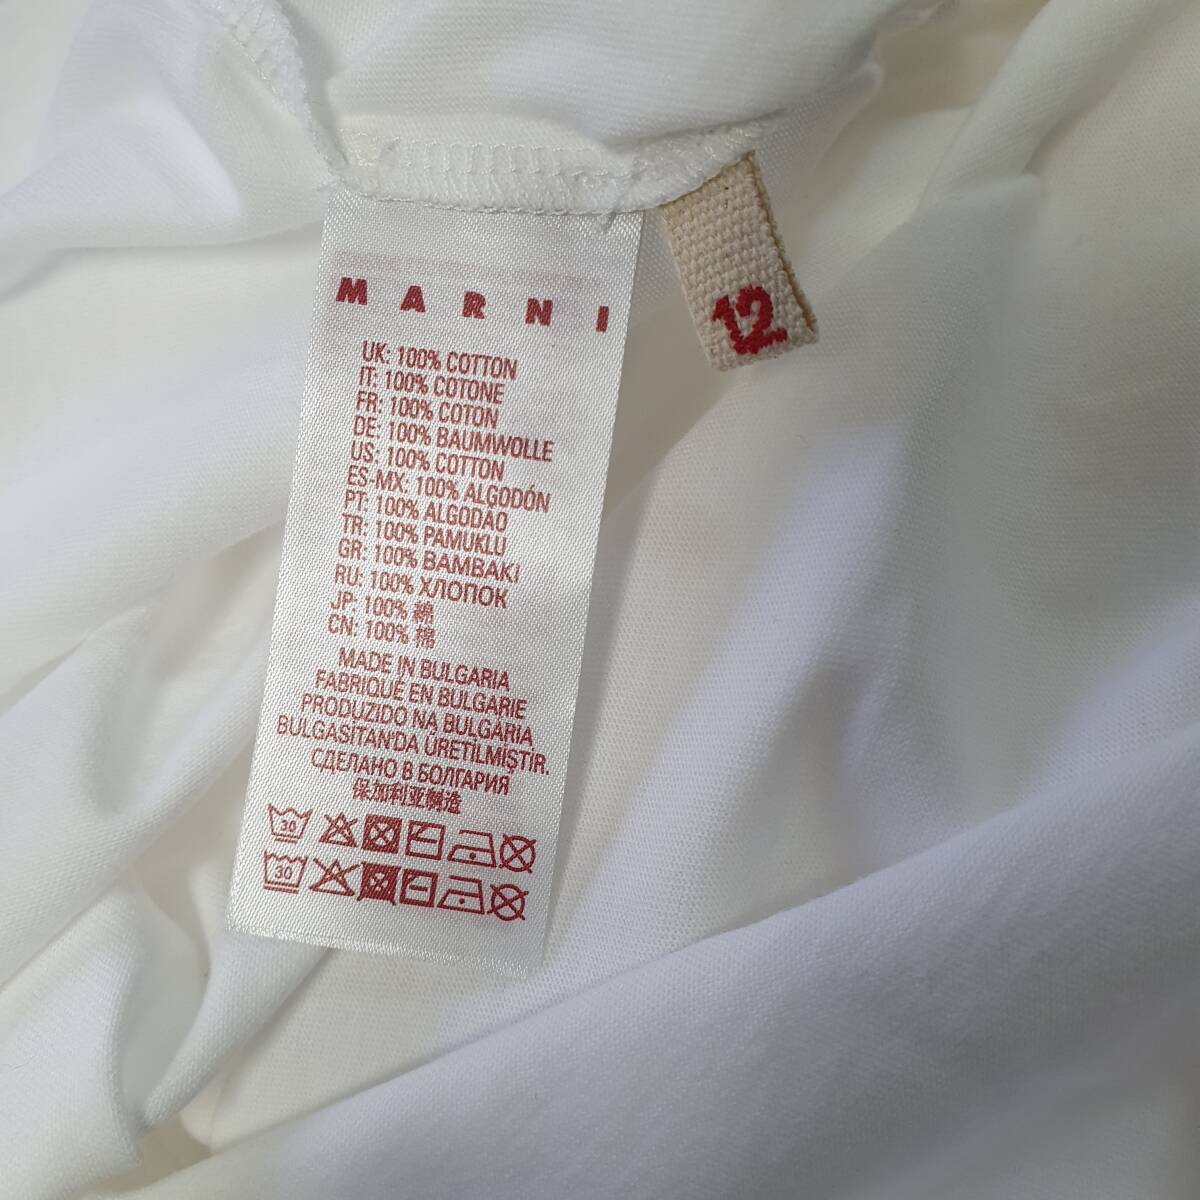 MARNI
12
UK: 100% COTTON
IT: 100% COTONE
FR: 100% COTON
DE: 100% BAUMWOLLE
US: 100% COTTON
ES-MX: 100% ALGODÓN
PT: 100% ALGODAO
TR: 100% PAMUKLU
GR: 100% BAMBAKI
RU: 100% ХЛОПОК
JP: 100% 綿
CN: 100% 棉
MADE IN BULGARIA
FABRIQUÉ EN BULGARIE
PRODUZIDO NA BULGARIA
BULGASITAN'DA ÜRETILMIŞTIR.
СДЕЛАНО В БОЛГАРИЯ
保加利亚製造
30
30